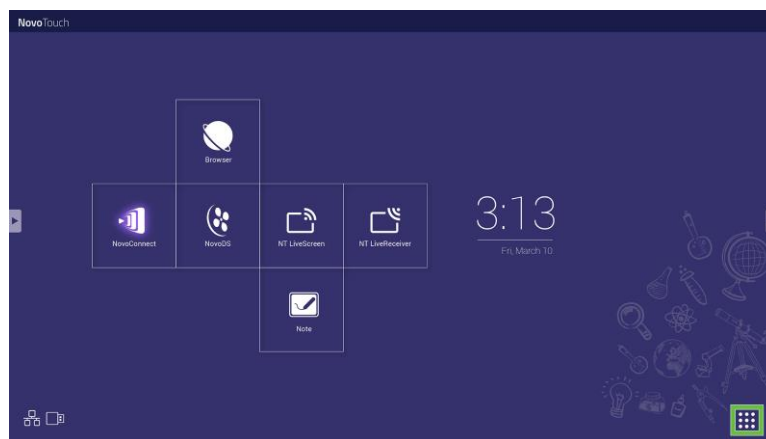 NovoTouch
Browser
NovoConnect
NovoDS
NT LiveScreen
NT LiveReceiver
3:13
Fri, March 10
Note